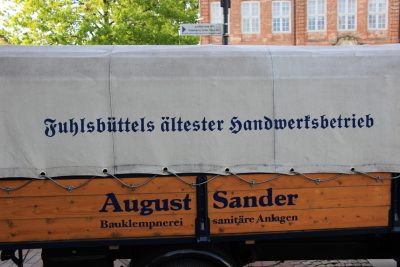 Fuhlsbüttels ältester Handwerksbetrieb
August Sander
Bauklempnerei sanitäre Anlagen